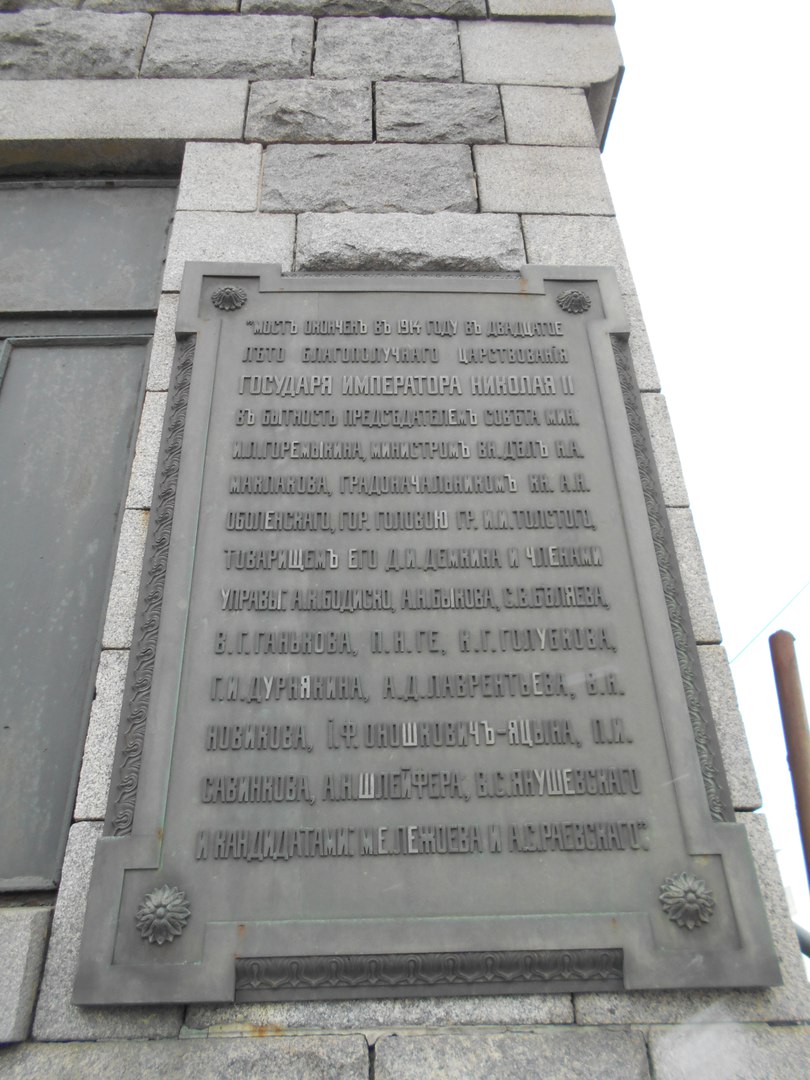 "МОСТЪ ОКОНЧЕНЪ ВЪ 1914 ГОДУ ВЪ ДВАДЦАТОЕ
ЛѢТО БЛАГОПОЛУЧНАГО ЦАРСТВОВАНІЯ
ГОСУДАРЯ ИМПЕРАТОРА НИКОЛАЯ II
ВЪ БЫТНОСТЬ ПРЕДСѢДАТЕЛЕМЪ СОВѢТА МИН.
И.Л.ГОРЕМЫКИНА, МИНИСТРОМЪ ВН.ДѢЛЪ Н.А.
МАКЛАКОВА, ГРАДОНАЧАЛЬНИКОМЪ КН. А.Н.
ОБОЛЕНСКАГО, ГОР. ГОЛОВОЮ ГР. И.И.ТОЛСТОГО,
ТОВАРИЩЕМЪ ЕГО Д.И.ДЕМКИНА И ЧЛЕНАМИ
УПРАВЫ: А.Н.БОДИСКО, А.Н.БЫКОВА, С.В.БѢЛЯЕВА,
В.Г.ГАНЬКОВА, П.Н.ГЕ, Н.Г.ГОЛУБКОВА,
Г.И.ДУРНЯКИНА, А.Д.ЛАВРЕНТЬЕВА, В.Н.
НОВИКОВА, І.Ф.ОНОШКОВИЧЪ-ЯЦЫНА, П.И.
САВИНКОВА, А.Н.ШЛЕЙФЕРА, В.С.ЯКУШЕВСКАГО
И КАНДИДАТАМИ: М.Е.ЛЕЖОЕВА И А.С.РАЕВСКАГО".